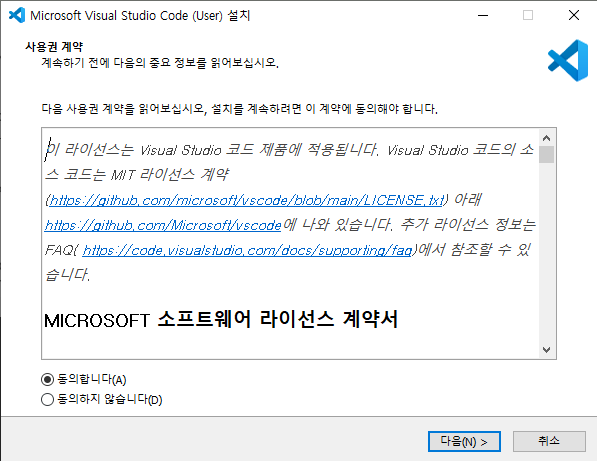 Microsoft Visual Studio Code (User) 설치
사용권 계약
계속하기 전에 다음의 중요 정보를 읽어보십시오.
다음 사용권 계약을 읽어보십시오, 설치를 계속하려면 이 계약에 동의해야 합니다.
이 라이선스는 Visual Studio 코드 제품에 적용됩니다. Visual Studio 코드의 소
스 코드는 MIT 라이선스 계약
(https://github.com/microsoft/vscode/blob/main/LICENSE.txt) 아래
https://github.com/Microsoft/vscode에 나와 있습니다. 추가 라이선스 정보는
FAQ( https://code.visualstudio.com/docs/supporting/faq)에서 참조할 수 있
습니다.
MICROSOFT 소프트웨어 라이선스 계약서
동의합니다(A)
동의하지 않습니다(D)
다음(N) >
취소